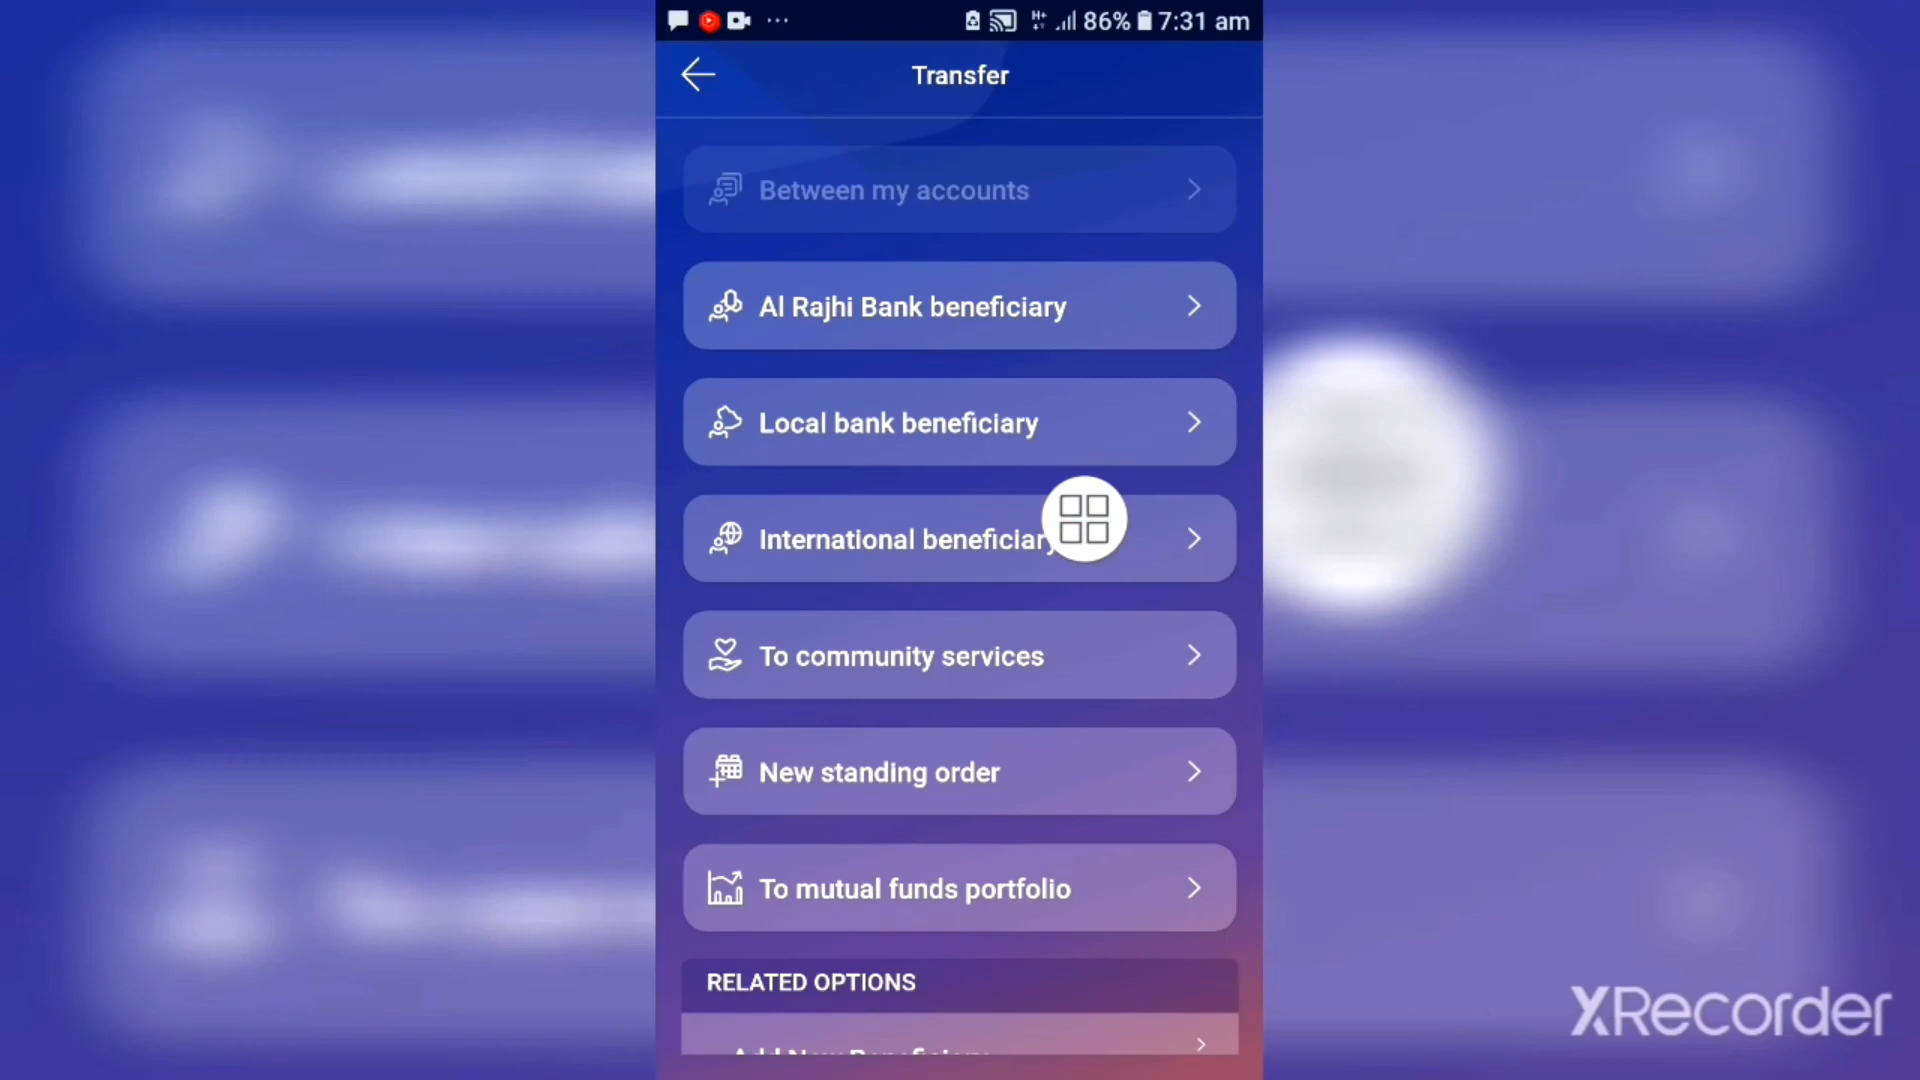 86% 7:31 am
Transfer
Between my accounts
Al Rajhi Bank beneficiary
Local bank beneficiary
International beneficiary
To community services
New standing order
To mutual funds portfolio
RELATED OPTIONS
Add New Beneficiary
XRecorder